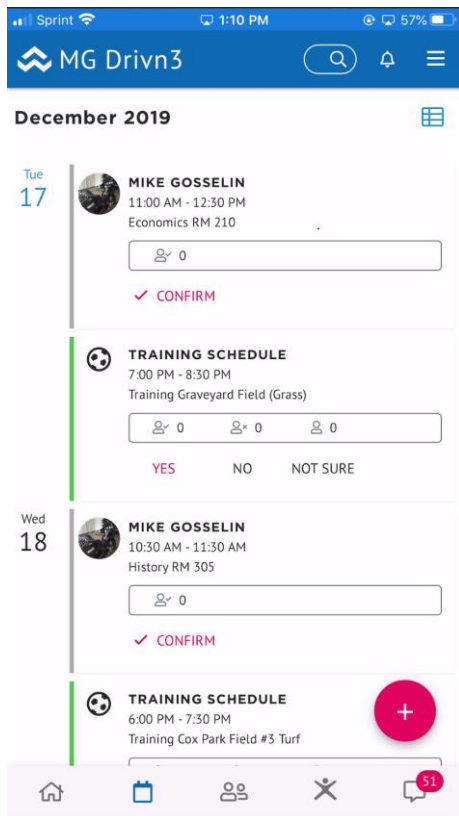 Sprint 1:10 PM 57%
MG Drivn3
December 2019
Tue
17
MIKE GOSSELIN
11:00 AM - 12:30 PM
Economics RM 210
0
CONFIRM
TRAINING SCHEDULE
7:00 PM - 8:30 PM
Training Graveyard Field (Grass)
0 0 0
YES NO NOT SURE
Wed
18
MIKE GOSSELIN
10:30 AM - 11:30 AM
History RM 305
0
CONFIRM
TRAINING SCHEDULE
6:00 PM - 7:30 PM
Training Cox Park Field #3 Turf
+
51